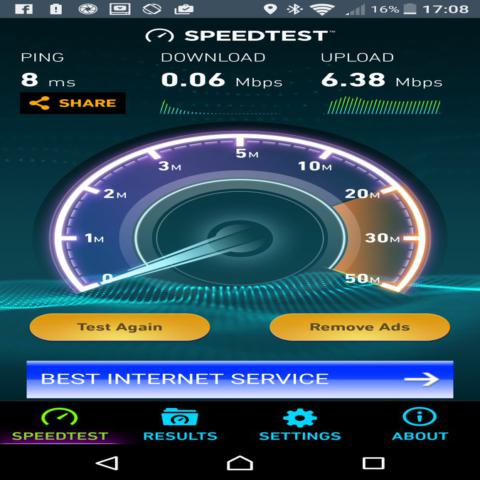 16% 17:08
SPEEDTEST™
PING DOWNLOAD UPLOAD
8 ms 0.06 Mbps 6.38 Mbps
SHARE
5M
3M 10M
2M 20M
1M 30M
0 50M
Test Again Remove Ads
BEST INTERNET SERVICE
SPEEDTEST RESULTS SETTINGS ABOUT